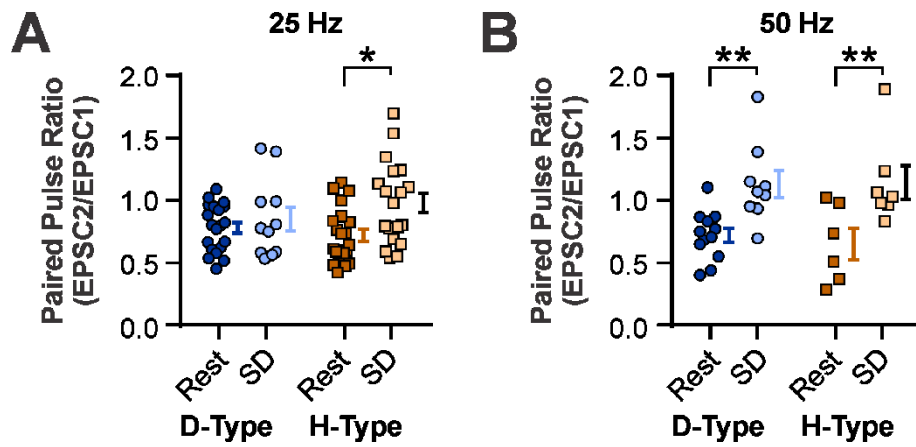 A
25 Hz
*
Paired Pulse Ratio
(EPSC2/EPSC1)
2.0
1.5
1.0
0.5
0.0
Rest
SD
Rest
SD
D-Type
H-Type
B
50 Hz
**
**
Paired Pulse Ratio
(EPSC2/EPSC1)
2.0
1.5
1.0
0.5
0.0
Rest
SD
Rest
SD
D-Type
H-Type